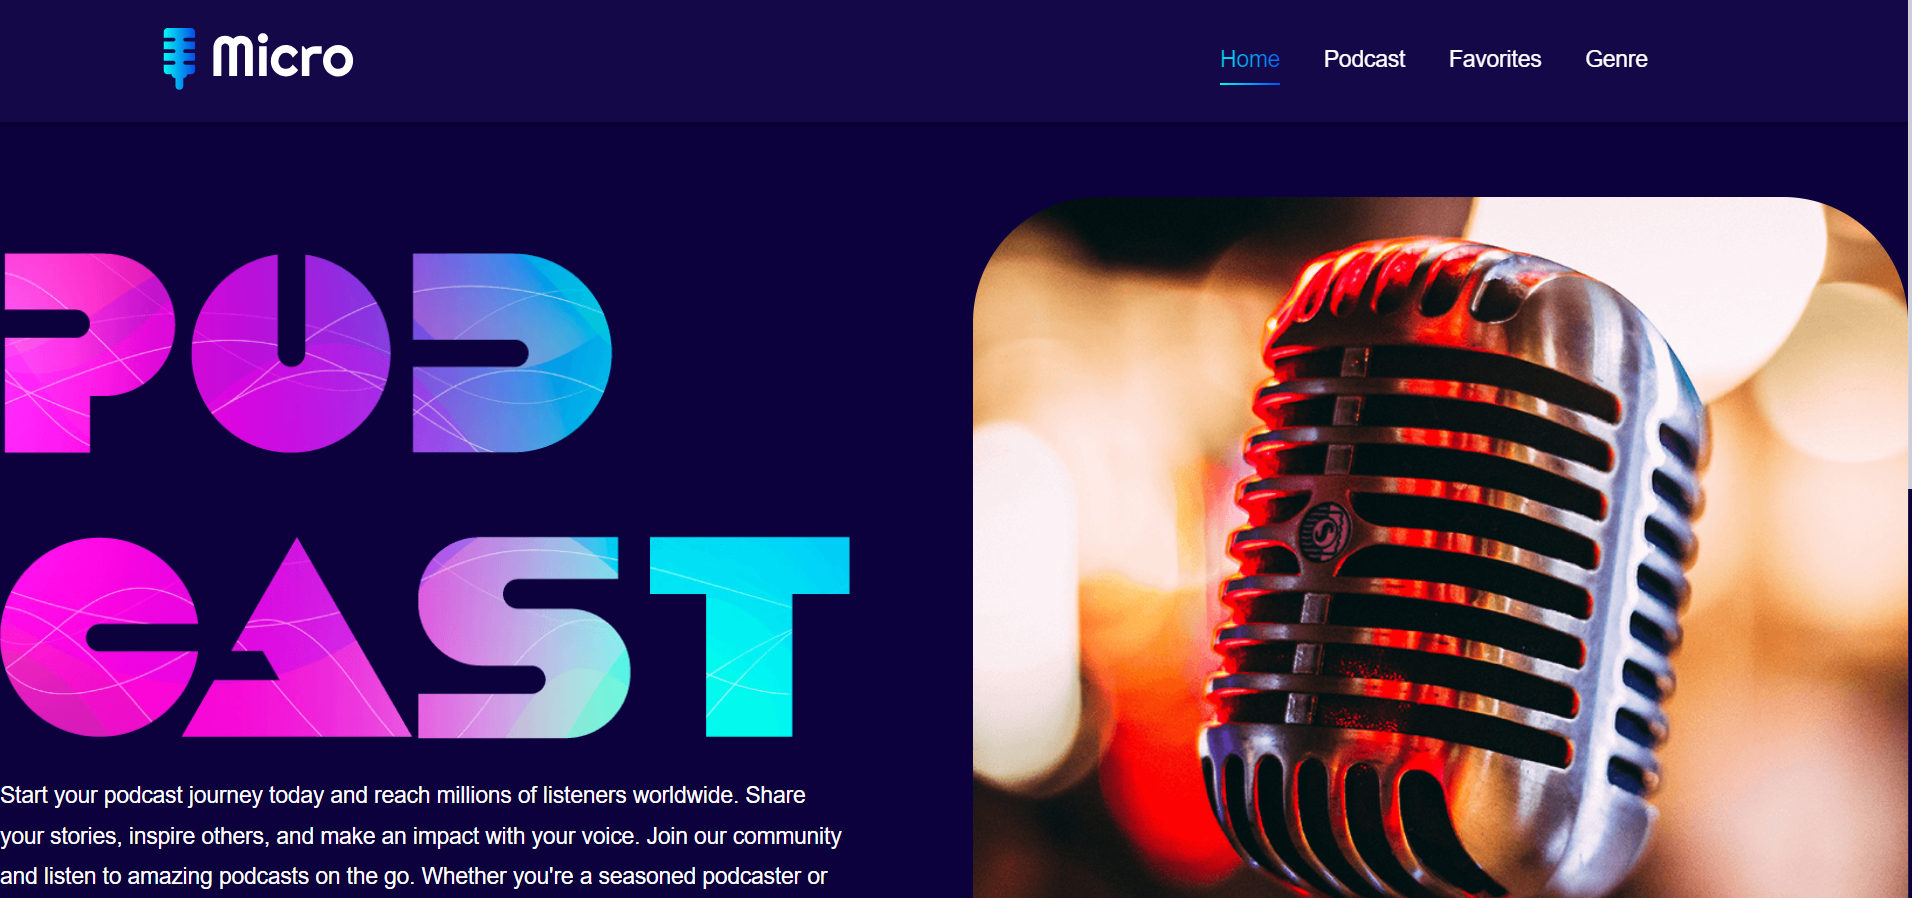 Micro
Home Podcast Favorites Genre
PODCAST
Start your podcast journey today and reach millions of listeners worldwide. Share
your stories, inspire others, and make an impact with your voice. Join our community
and listen to amazing podcasts on the go. Whether you're a seasoned podcaster or